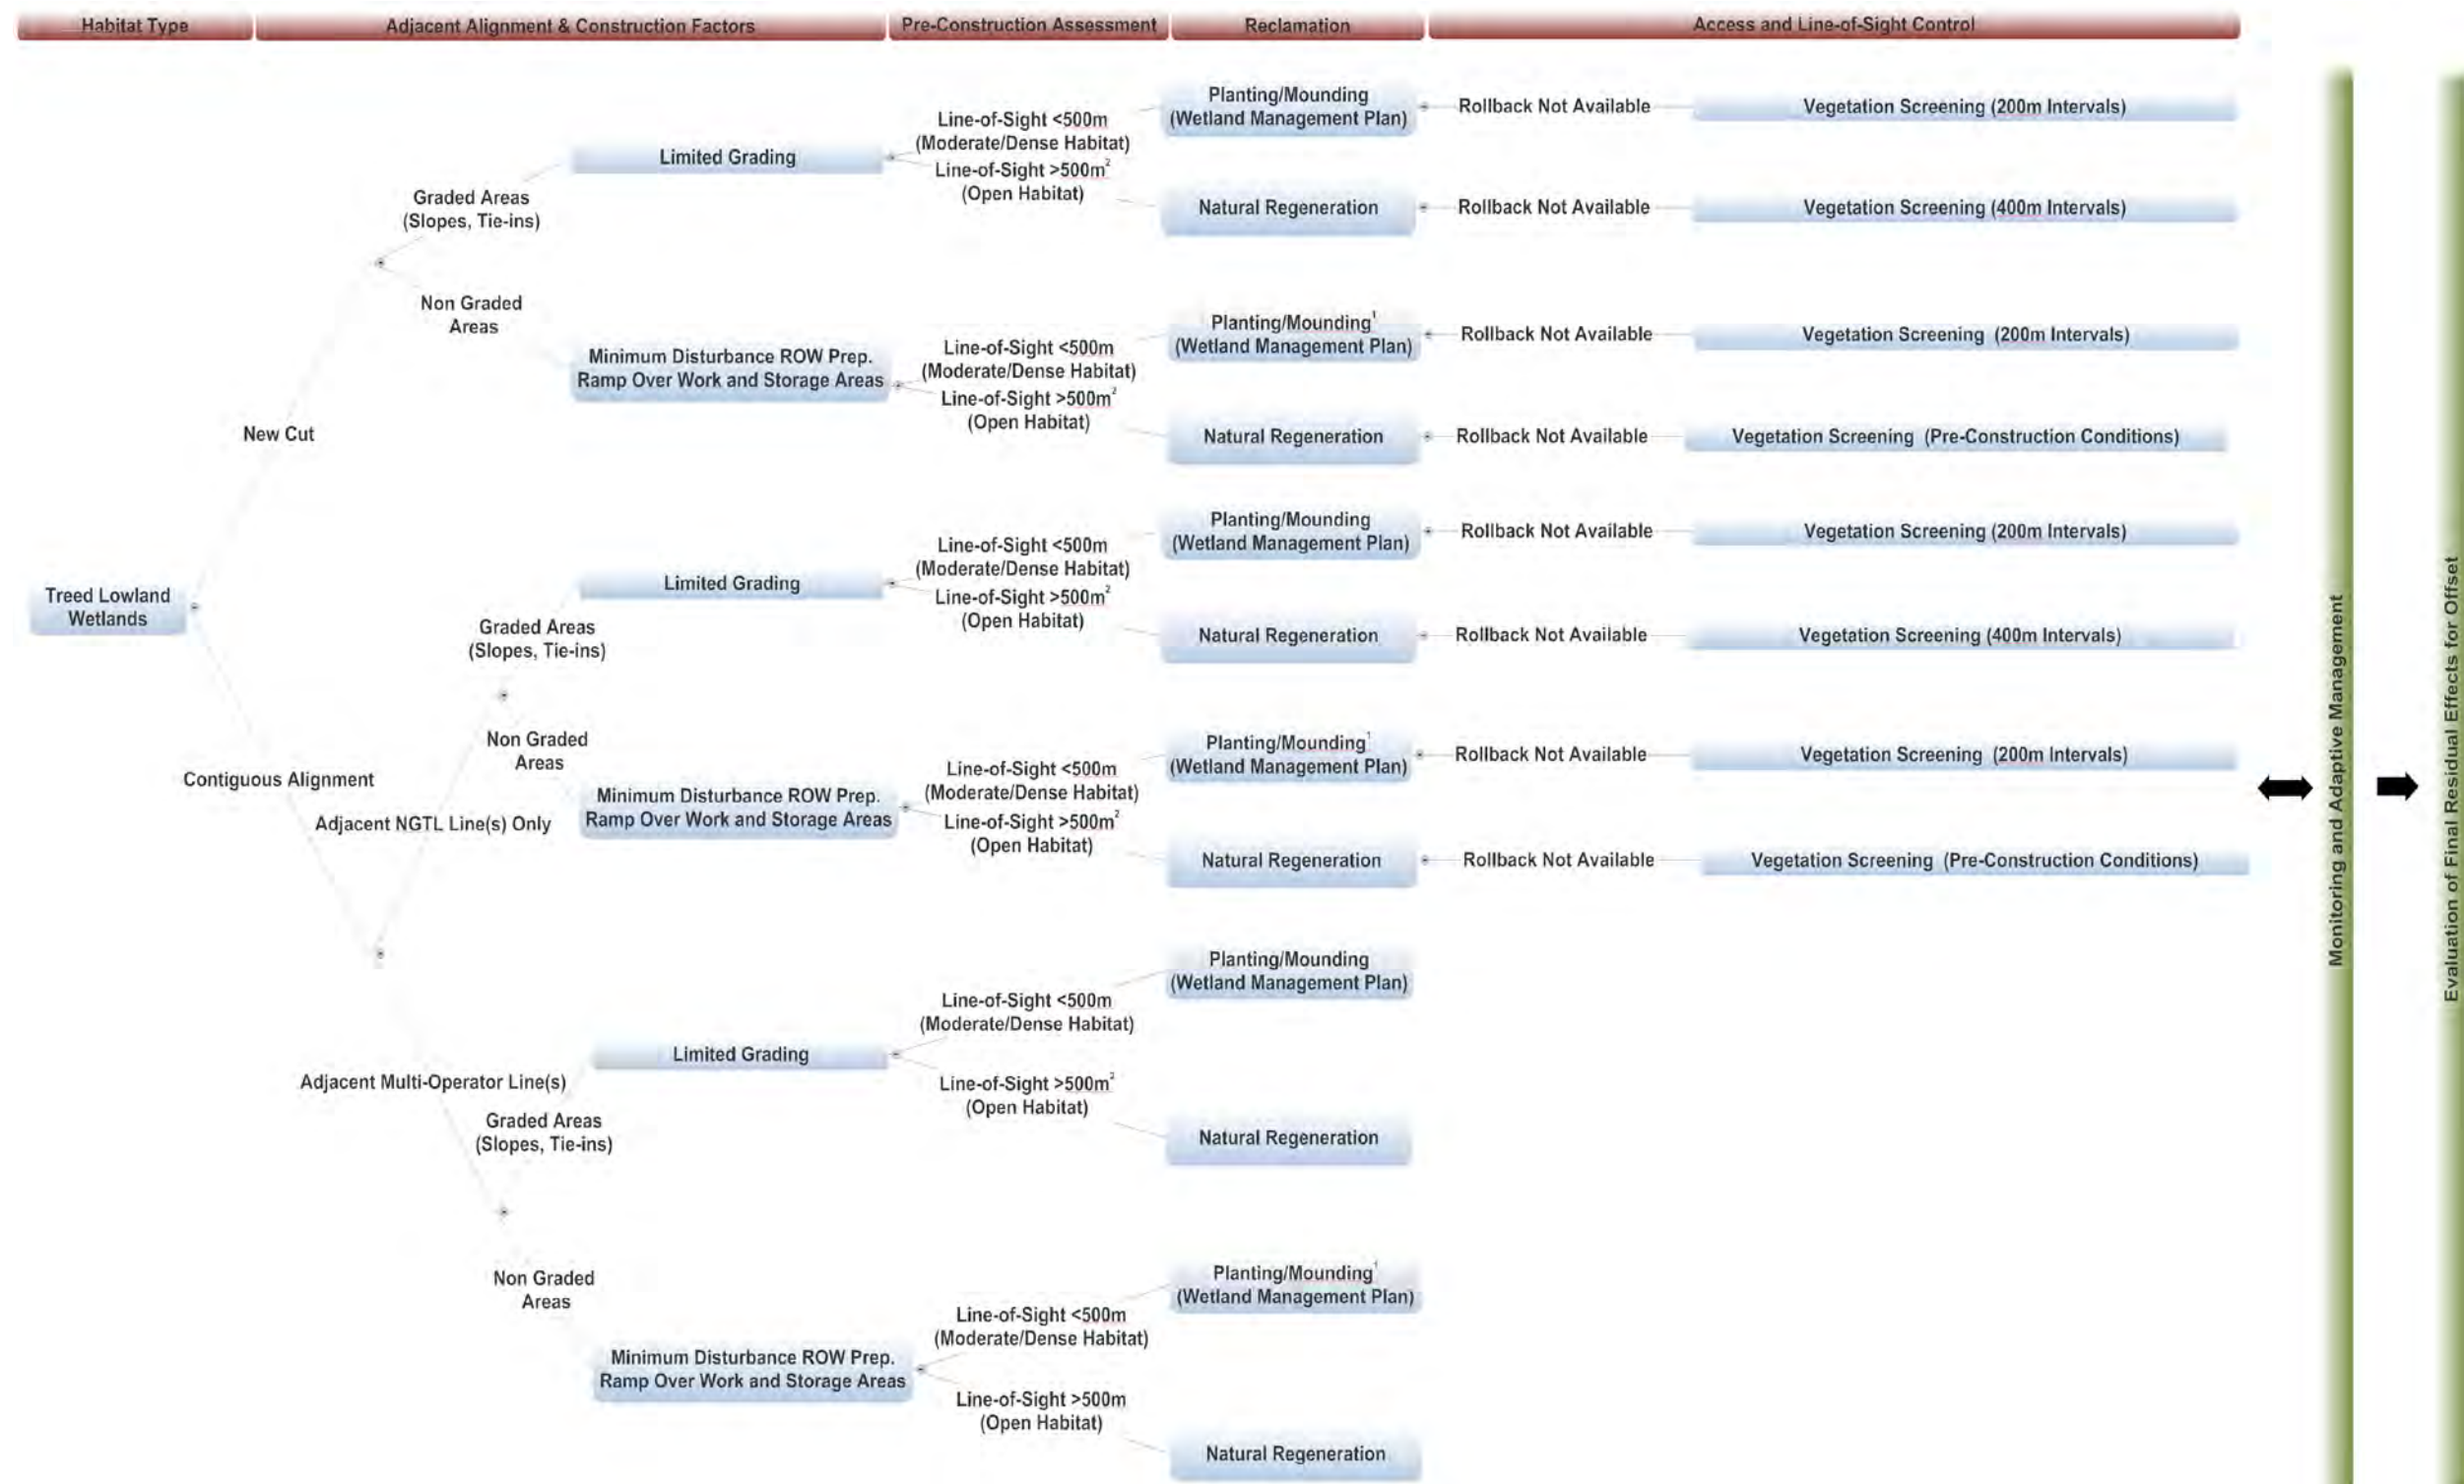 Habitat Type
Adjacent Alignment & Construction Factors
Pre-Construction Assessment
Reclamation
Access and Line-of-Sight Control
Treed Lowland
Wetlands
New Cut
Graded Areas
(Slopes, Tie-ins)
Limited Grading
Line-of-Sight <500m
(Moderate/Dense Habitat)
Planting/Mounding
(Wetland Management Plan)
Rollback Not Available
Vegetation Screening (200m Intervals)
Line-of-Sight >500m²
(Open Habitat)
Natural Regeneration
Rollback Not Available
Vegetation Screening (400m Intervals)
Non Graded
Areas
Minimum Disturbance ROW Prep.
Ramp Over Work and Storage Areas
Line-of-Sight <500m
(Moderate/Dense Habitat)
Planting/Mounding¹
(Wetland Management Plan)
Rollback Not Available
Vegetation Screening (200m Intervals)
Line-of-Sight >500m²
(Open Habitat)
Natural Regeneration
Rollback Not Available
Vegetation Screening (Pre-Construction Conditions)
Contiguous Alignment
Adjacent NGTL Line(s) Only
Graded Areas
(Slopes, Tie-ins)
Limited Grading
Line-of-Sight <500m
(Moderate/Dense Habitat)
Planting/Mounding
(Wetland Management Plan)
Rollback Not Available
Vegetation Screening (200m Intervals)
Line-of-Sight >500m²
(Open Habitat)
Natural Regeneration
Rollback Not Available
Vegetation Screening (400m Intervals)
Non Graded
Areas
Minimum Disturbance ROW Prep.
Ramp Over Work and Storage Areas
Line-of-Sight <500m
(Moderate/Dense Habitat)
Planting/Mounding¹
(Wetland Management Plan)
Rollback Not Available
Vegetation Screening (200m Intervals)
Line-of-Sight >500m²
(Open Habitat)
Natural Regeneration
Rollback Not Available
Vegetation Screening (Pre-Construction Conditions)
Adjacent Multi-Operator Line(s)
Graded Areas
(Slopes, Tie-ins)
Limited Grading
Line-of-Sight <500m
(Moderate/Dense Habitat)
Planting/Mounding
(Wetland Management Plan)
Line-of-Sight >500m²
(Open Habitat)
Natural Regeneration
Non Graded
Areas
Minimum Disturbance ROW Prep.
Ramp Over Work and Storage Areas
Line-of-Sight <500m
(Moderate/Dense Habitat)
Planting/Mounding¹
(Wetland Management Plan)
Line-of-Sight >500m
(Open Habitat)
Natural Regeneration
Monitoring and Adaptive Management
Evaluation of Final Residual Effects for Offset